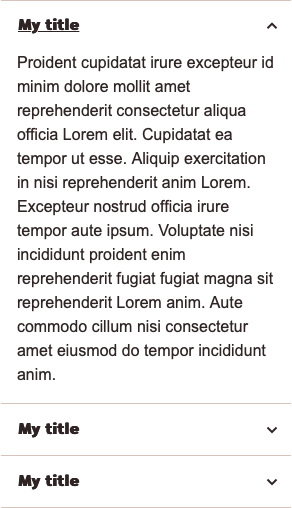 My title
Proident cupidatat irure excepteur id
minim dolore mollit amet
reprehenderit consectetur aliqua
officia Lorem elit. Cupidatat ea
tempor ut esse. Aliquip exercitation
in nisi reprehenderit anim Lorem.
Excepteur nostrud officia irure
tempor aute ipsum. Voluptate nisi
incididunt proident enim
reprehenderit fugiat fugiat magna sit
reprehenderit Lorem anim. Aute
commodo cillum nisi consectetur
amet eiusmod do tempor incididunt
anim.
My title
My title